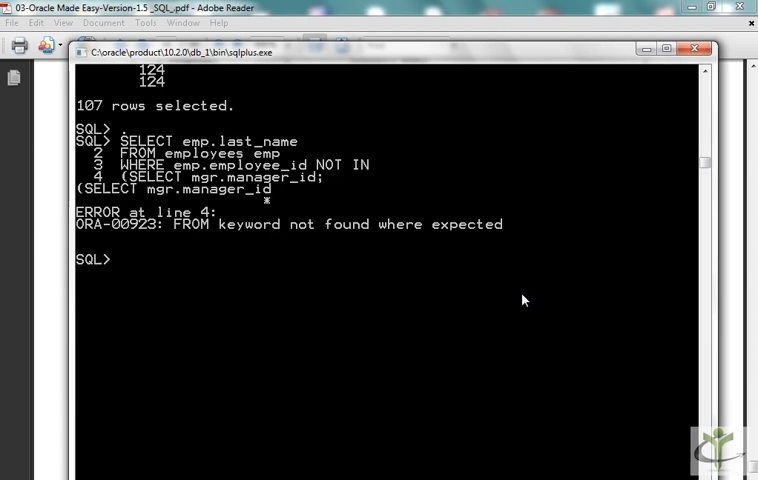 03-Oracle Made Easy-Version-1.5 _SQL_.pdf - Adobe Reader
File Edit View Document Tools Window Help
C:\oracle\product\10.2.0\db_1\bin\sqlplus.exe
124
124
107 rows selected.
SQL> .
SQL> SELECT emp.last_name
2 FROM employees emp
3 WHERE emp.employee_id NOT IN
4 (SELECT mgr.manager_id;
(SELECT mgr.manager_id
*
ERROR at line 4:
ORA-00923: FROM keyword not found where expected
SQL>